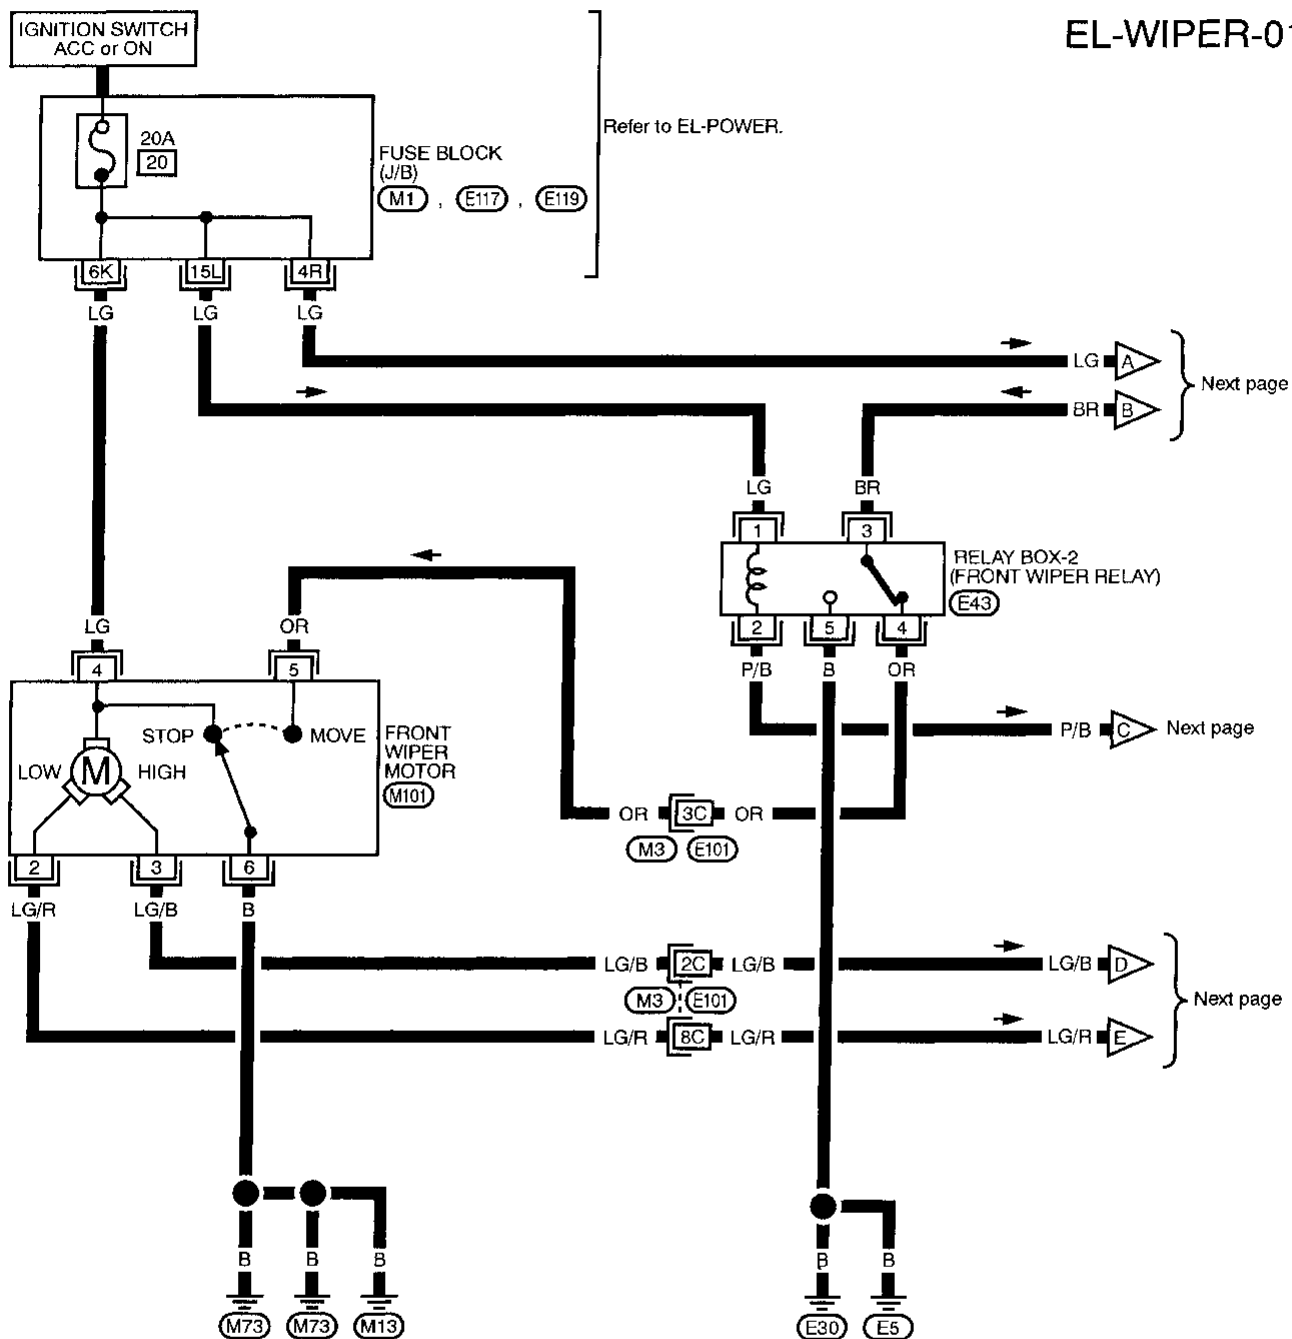 EL-WIPER-01
IGNITION SWITCH
ACC or ON
20A
20
Refer to EL-POWER.
FUSE BLOCK
(J/B)
M1 , E117 , E119
6K 15L 4R
LG LG LG
LG A
Next page
BR B
LG BR
1 3
RELAY BOX-2
(FRONT WIPER RELAY)
E43
LG OR
2 5 4
4 5
P/B B OR
STOP MOVE
FRONT
WIPER
MOTOR
M101
P/B C Next page
LOW M HIGH
OR 3C OR
M3 E101
2 3 6
LG/R LG/B B
LG/B 2C LG/B LG/B D
M3 E101
Next page
LG/R 8C LG/R LG/R E
B B B B B
M73 M73 M13 E30 E5